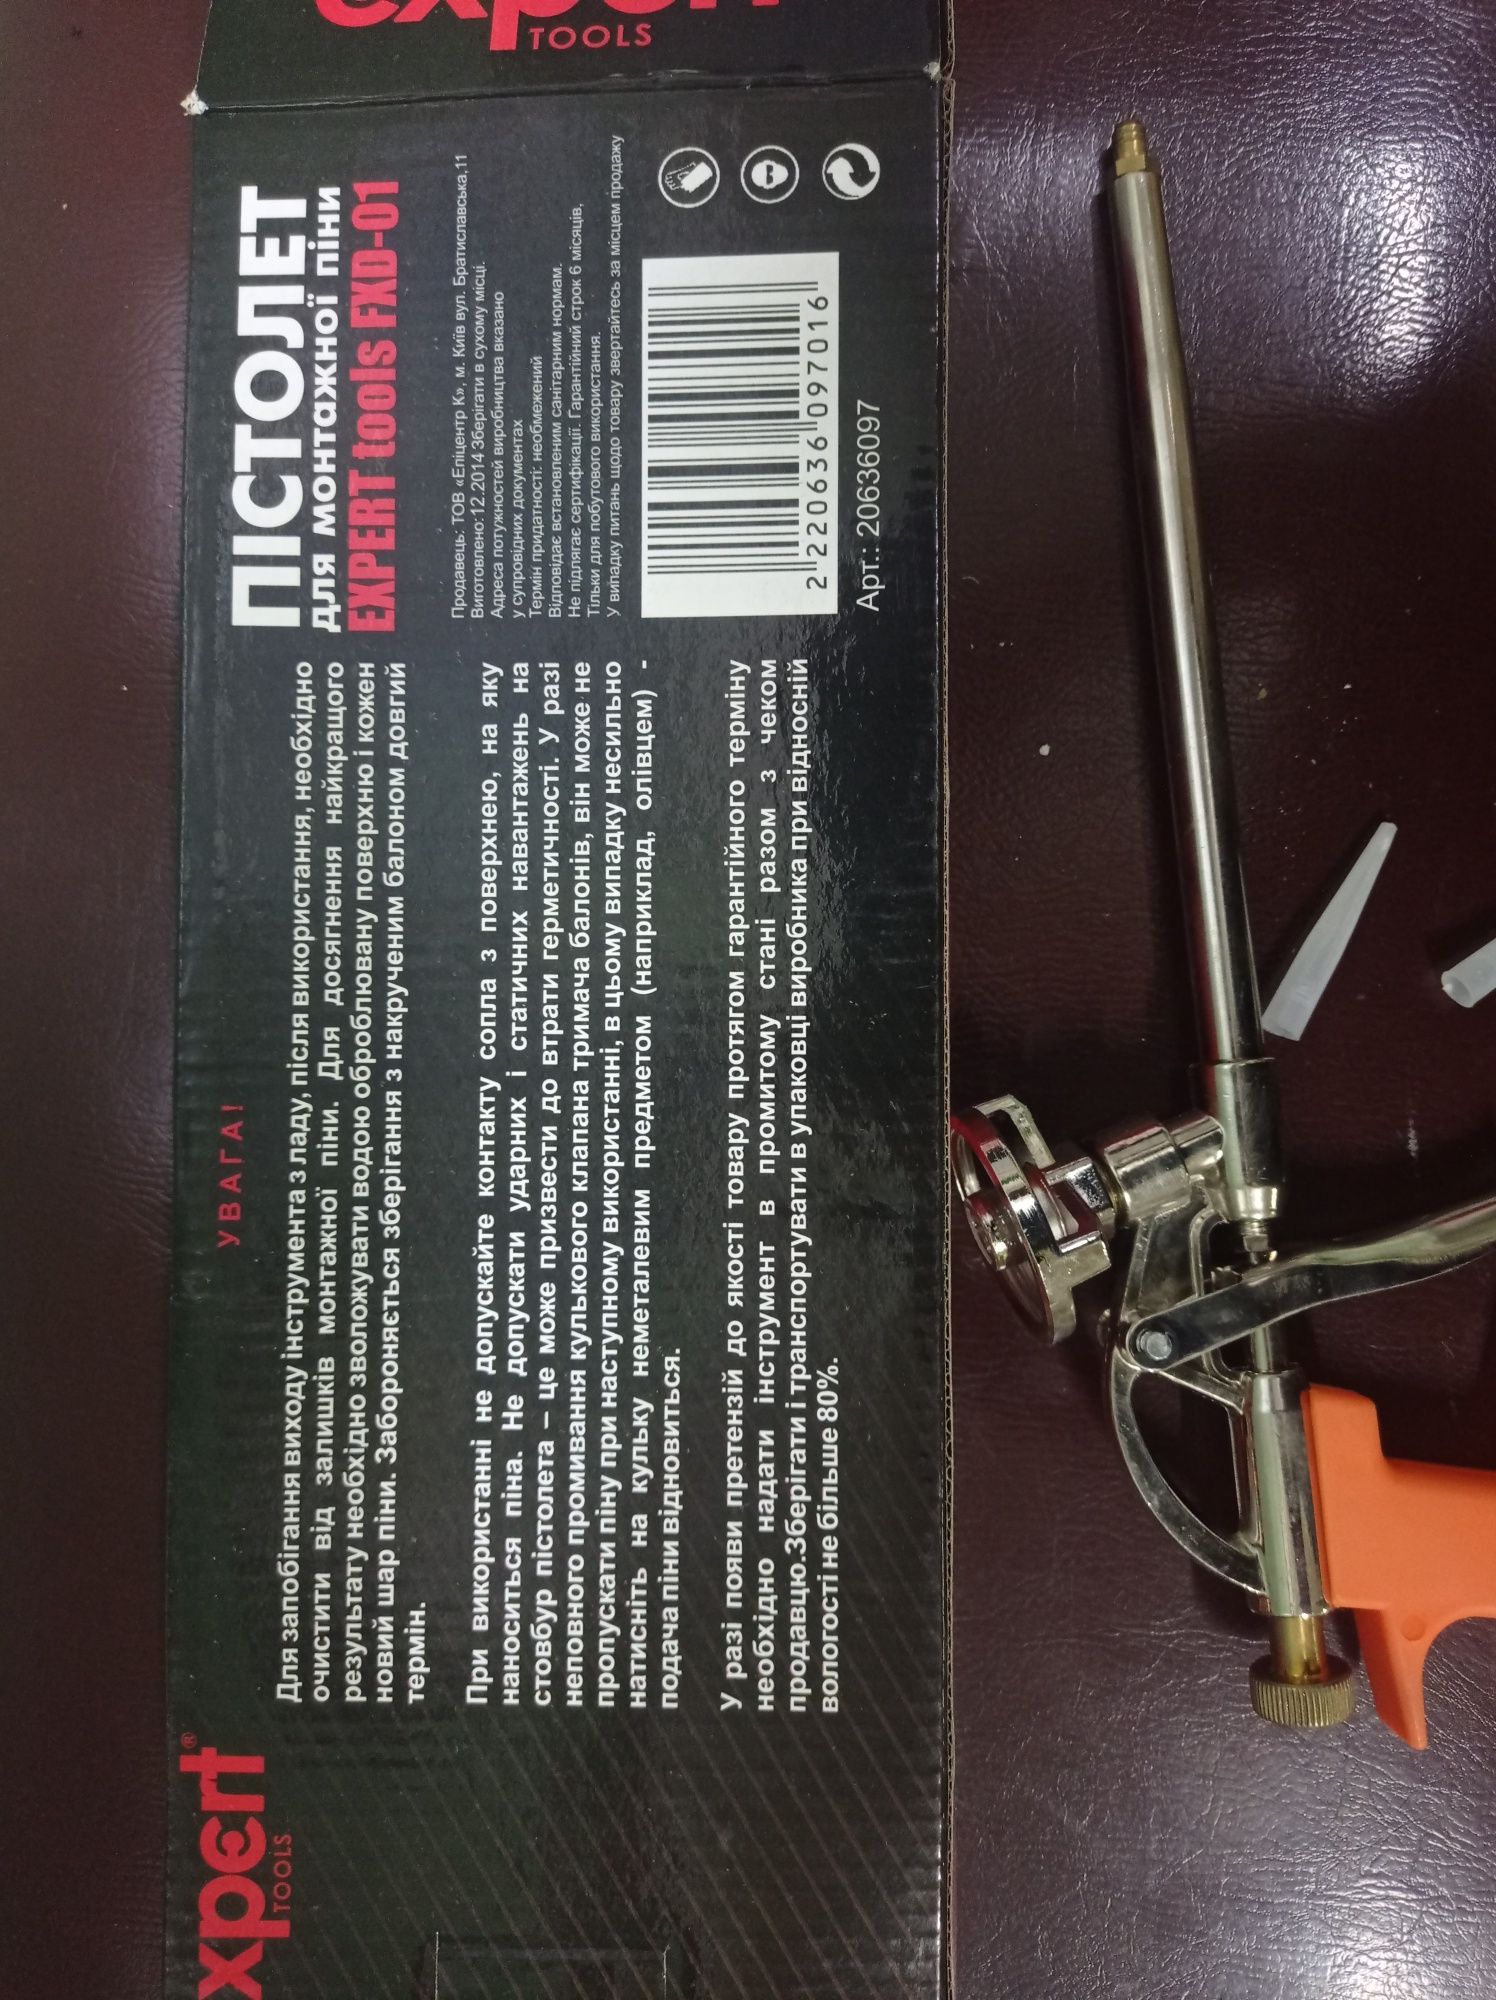 expert
TOOLS
xpert®
TOOLS
УВАГА!
Для запобігання виходу інструмента з ладу, після використання, необхідно
очистити від залишків монтажної піни. Для досягнення найкращого
результату необхідно зволожувати водою оброблювану поверхню і кожен
новий шар піни. Забороняється зберігання з накрученим балоном довгий
термін.
При використанні не допускайте контакту сопла з поверхнею, на яку
наноситься піна. Не допускати ударних і статичних навантажень на
стовбур пістолета – це може призвести до втрати герметичності. У разі
неповного промивання кулькового клапана тримача балонів, він може не
пропускати піну при наступному використанні, в цьому випадку несильно
натисніть на кульку неметалевим предметом (наприклад, олівцем) -
подача піни відновиться.
У разі появи претензій до якості товару протягом гарантійного терміну
необхідно надати інструмент в промитому стані разом з чеком
продавцю.Зберігати і транспортувати в упаковці виробника при відносній
вологості не більше 80%.
ПІСТОЛЕТ
для монтажної піни
EXPERT tools FXD-01
Продавець: ТОВ «Епіцентр К», м. Київ вул. Братиславська,11
Виготовлено:12.2014 Зберігати в сухому місці.
Адреса потужностей виробництва вказано
у супровідних документах
Термін придатності: необмежений
Відповідає встановленим санітарним нормам.
Не підлягає сертифікації. Гарантійний строк 6 місяців,
Тільки для побутового використання.
У випадку питань щодо товару звертайтесь за місцем продажу
2 220636 097016
Арт.: 20636097